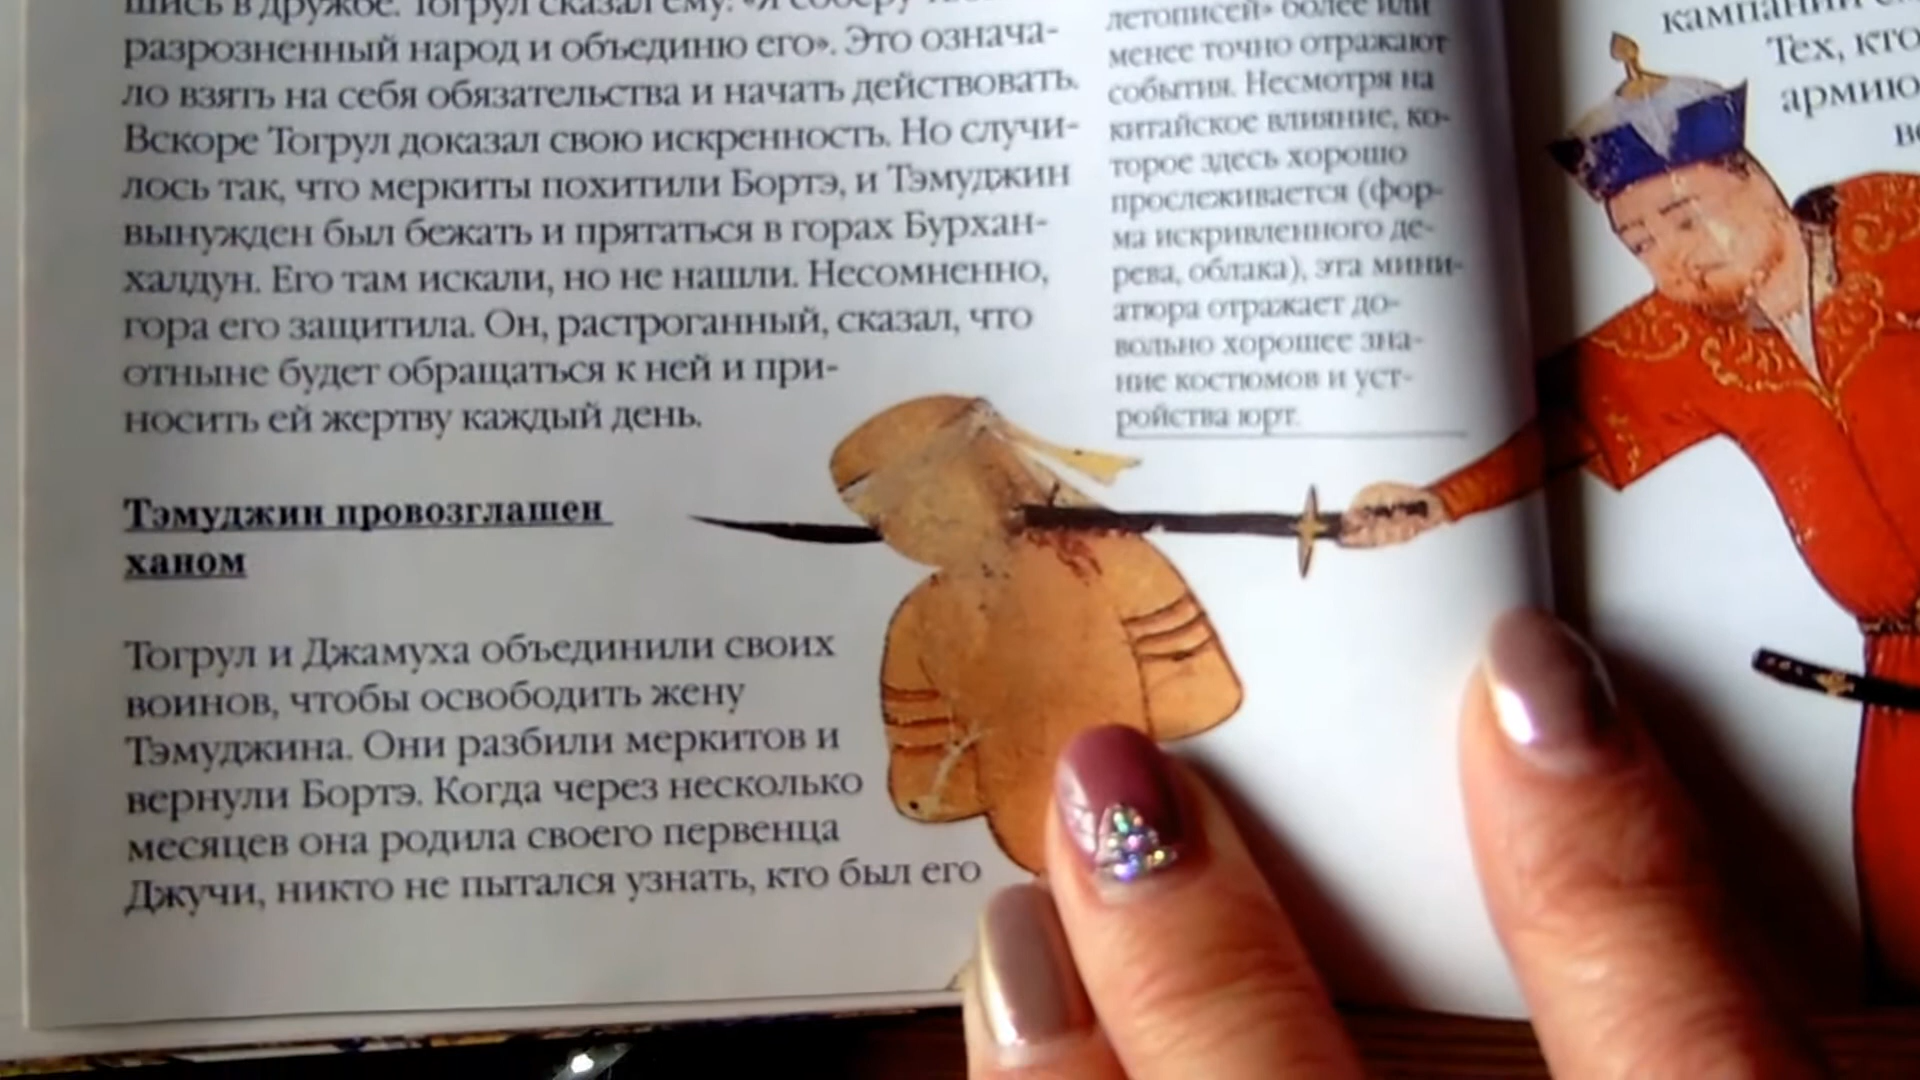 в дружбе. Тогрул сказал ему: «Я соберу
разрозненный народ и объединю его». Это означа-
ло взять на себя обязательства и начать действовать.
Вскоре Тогрул доказал свою искренность. Но случи-
лось так, что меркиты похитили Бортэ, и Тэмуджин
вынужден был бежать и прятаться в горах Бурхан-
халдун. Его там искали, но не нашли. Несомненно,
гора его защитила. Он, растроганный, сказал, что
отныне будет обращаться к ней и при-
носить ей жертву каждый день.
Тэмуджин провозглашен
ханом
Тогрул и Джамуха объединили своих
воинов, чтобы освободить жену
Тэмуджина. Они разбили меркитов и
вернули Бортэ. Когда через несколько
месяцев она родила своего первенца
Джучи, никто не пытался узнать, кто был его
летописей» более или
менее точно отражают
события. Несмотря на
китайское влияние, ко-
торое здесь хорошо
прослеживается (фор-
ма искривленного де-
рева, облака), эта мини-
атюра отражает до-
вольно хорошее зна-
ние костюмов и уст-
ройства юрт.
кампании
Тех, кто
армию